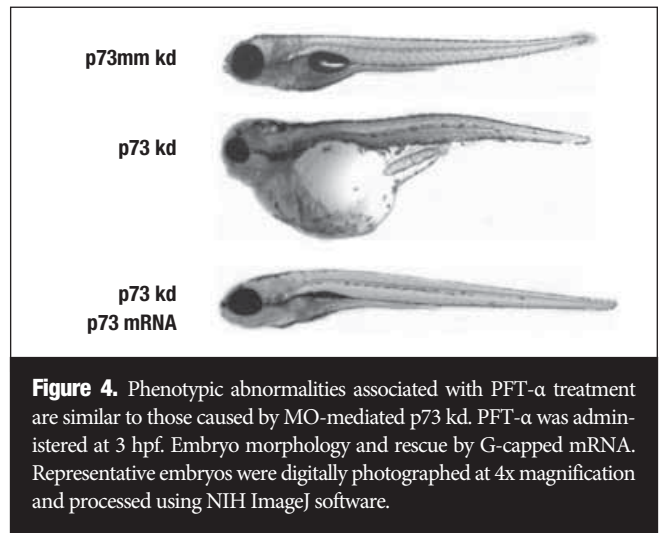 p73mm kd
p73 kd
p73 kd
p73 mRNA
Figure 4. Phenotypic abnormalities associated with PFT-α treatment
are similar to those caused by MO-mediated p73 kd. PFT-α was admin-
istered at 3 hpf. Embryo morphology and rescue by G-capped mRNA.
Representative embryos were digitally photographed at 4x magnification
and processed using NIH ImageJ software.